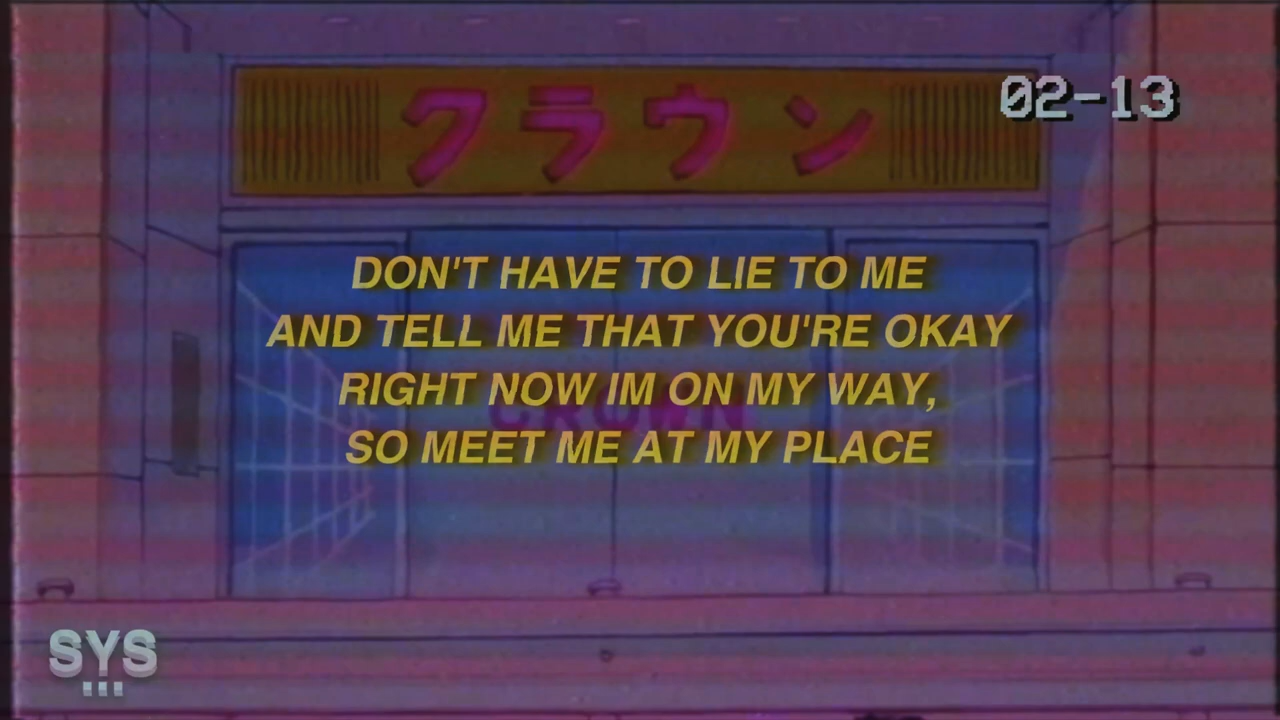 クラウン
02-13
DON'T HAVE TO LIE TO ME
AND TELL ME THAT YOU'RE OKAY
RIGHT NOW IM ON MY WAY,
CROWN
SO MEET ME AT MY PLACE
SYS